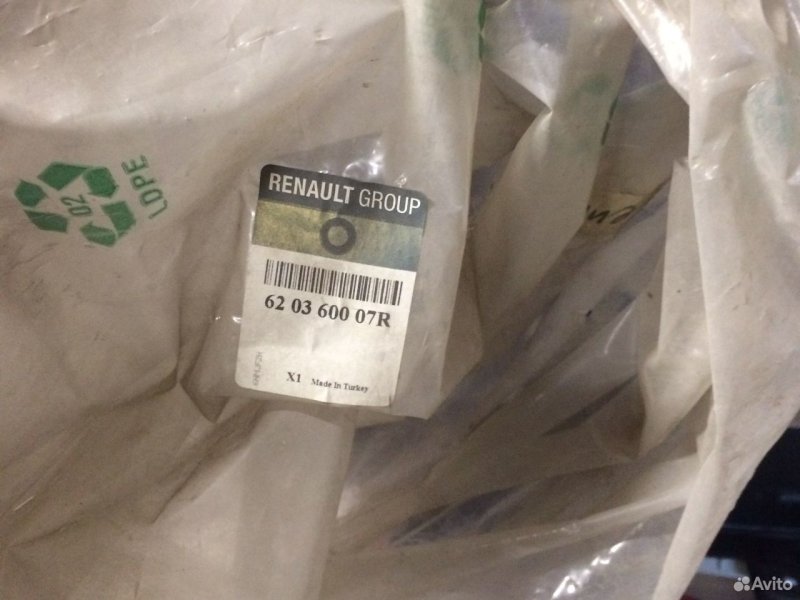 02
LDPE
RENAULT GROUP
62 03 600 07R
X1 Made In Turkey
Avito